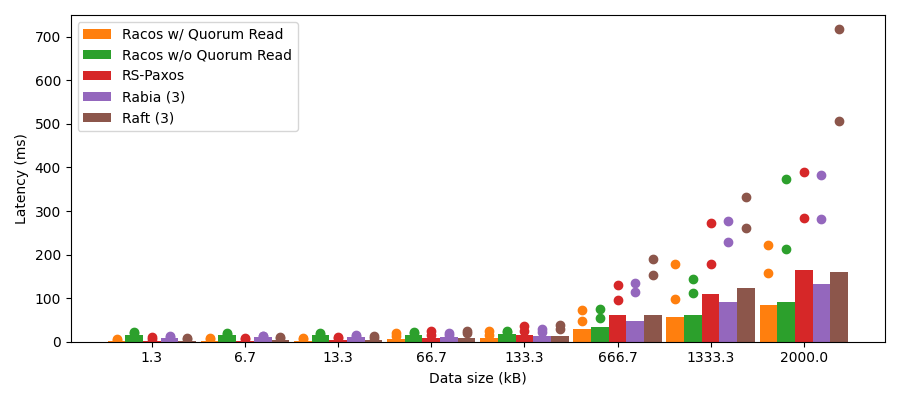 Racos w/ Quorum Read
Racos w/o Quorum Read
RS-Paxos
Rabia (3)
Raft (3)
Latency (ms)
700
600
500
400
300
200
100
0
1.3 6.7 13.3 66.7 133.3 666.7 1333.3 2000.0
Data size (kB)